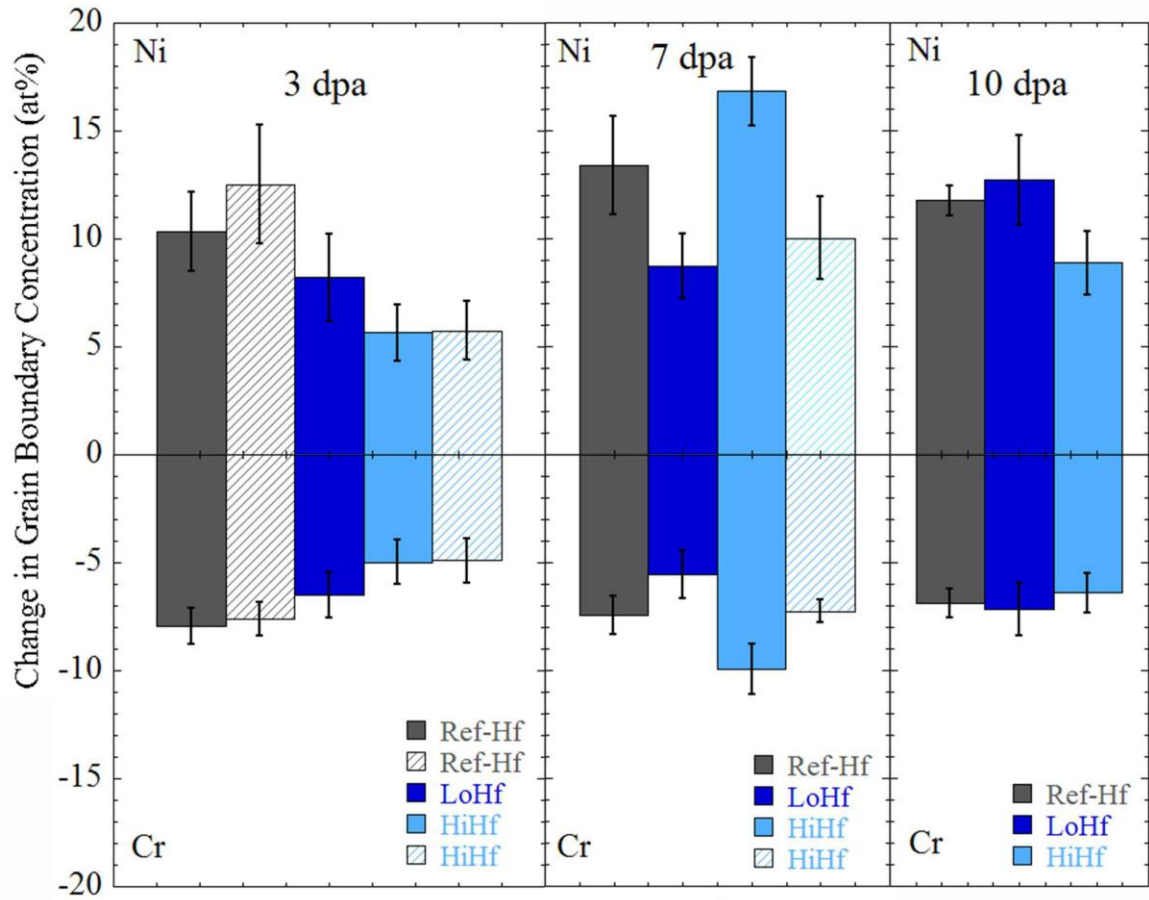 Change in Grain Boundary Concentration (at%)
20
15
10
5
0
-5
-10
-15
-20
Ni
3 dpa
Cr
Ref-Hf
Ref-Hf
LoHf
HiHf
HiHf
Ni
7 dpa
Cr
Ref-Hf
LoHf
HiHf
HiHf
Ni
10 dpa
Cr
Ref-Hf
LoHf
HiHf